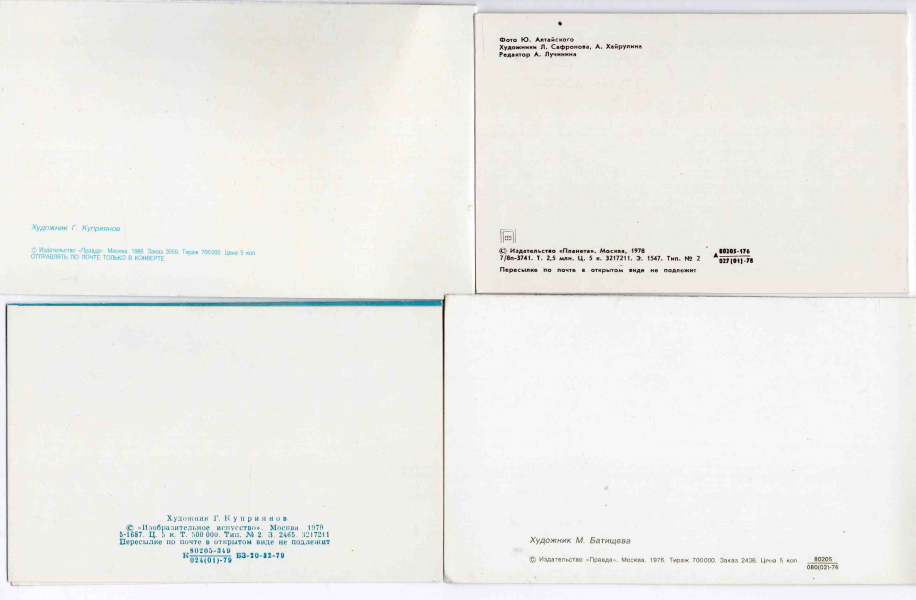 Художник Г. Куприянов
© Издательство «Правда». Москва. 1986. Заказ 3059. Тираж 700000. Цена 5 коп.
ОТПРАВЛЯТЬ ПО ПОЧТЕ ТОЛЬКО В КОНВЕРТЕ.
Фото Ю. Алтайского
Художники Л. Сафронова, А. Хайрулина
Редактор А. Лучинина
© Издательство «Планета». Москва, 1978
7/8п-3741. Т. 2,5 млн. Ц. 5 к. 3217211. Э. 1547. Тип. № 2
А 80205-176
027(01)-78
Пересылке по почте в открытом виде не подлежит
Художник Г. Куприянов
© «Изобразительное искусство». Москва 1979
5-1687. Ц. 5 к. Т. 500 000. Тип. № 2. З. 2465. 3217211
Пересылке по почте в открытом виде не подлежит
К 80205-349 БЗ-20-32-79
024(01)-79
Художник М. Батищева
© Издательство «Правда». Москва. 1976. Тираж 700000. Заказ 2436. Цена 5 коп.
80205
080(02)-76